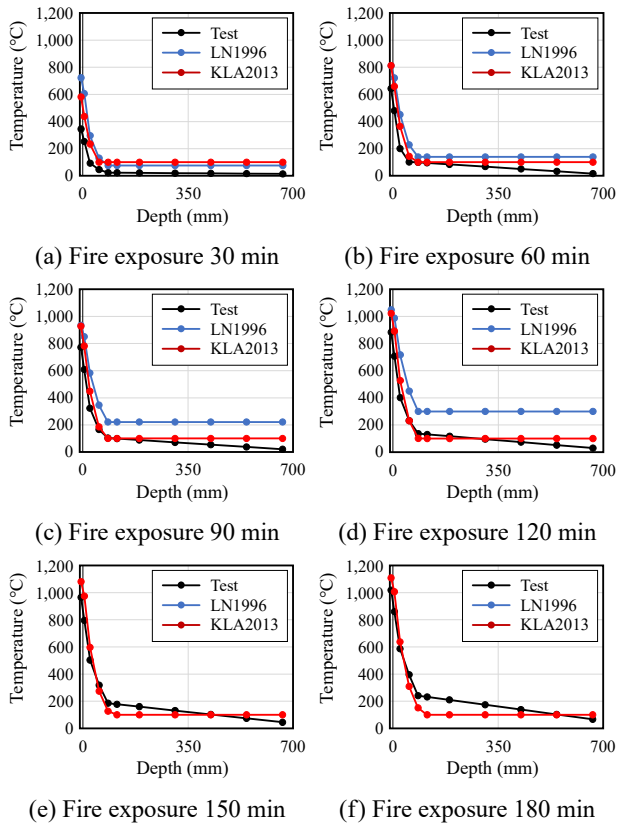 1,200
1,000
800
600
400
200
0
Temperature (°C)
Test
LN1996
KLA2013
0
350
700
Depth (mm)
(a) Fire exposure 30 min
1,200
1,000
800
600
400
200
0
Temperature (°C)
Test
LN1996
KLA2013
0
350
700
Depth (mm)
(b) Fire exposure 60 min
1,200
1,000
800
600
400
200
0
Temperature (°C)
Test
LN1996
KLA2013
0
350
700
Depth (mm)
(c) Fire exposure 90 min
1,200
1,000
800
600
400
200
0
Temperature (°C)
Test
LN1996
KLA2013
0
350
700
Depth (mm)
(d) Fire exposure 120 min
1,200
1,000
800
600
400
200
0
Temperature (°C)
Test
LN1996
KLA2013
0
350
700
Depth (mm)
(e) Fire exposure 150 min
1,200
1,000
800
600
400
200
0
Temperature (°C)
Test
LN1996
KLA2013
0
350
700
Depth (mm)
(f) Fire exposure 180 min